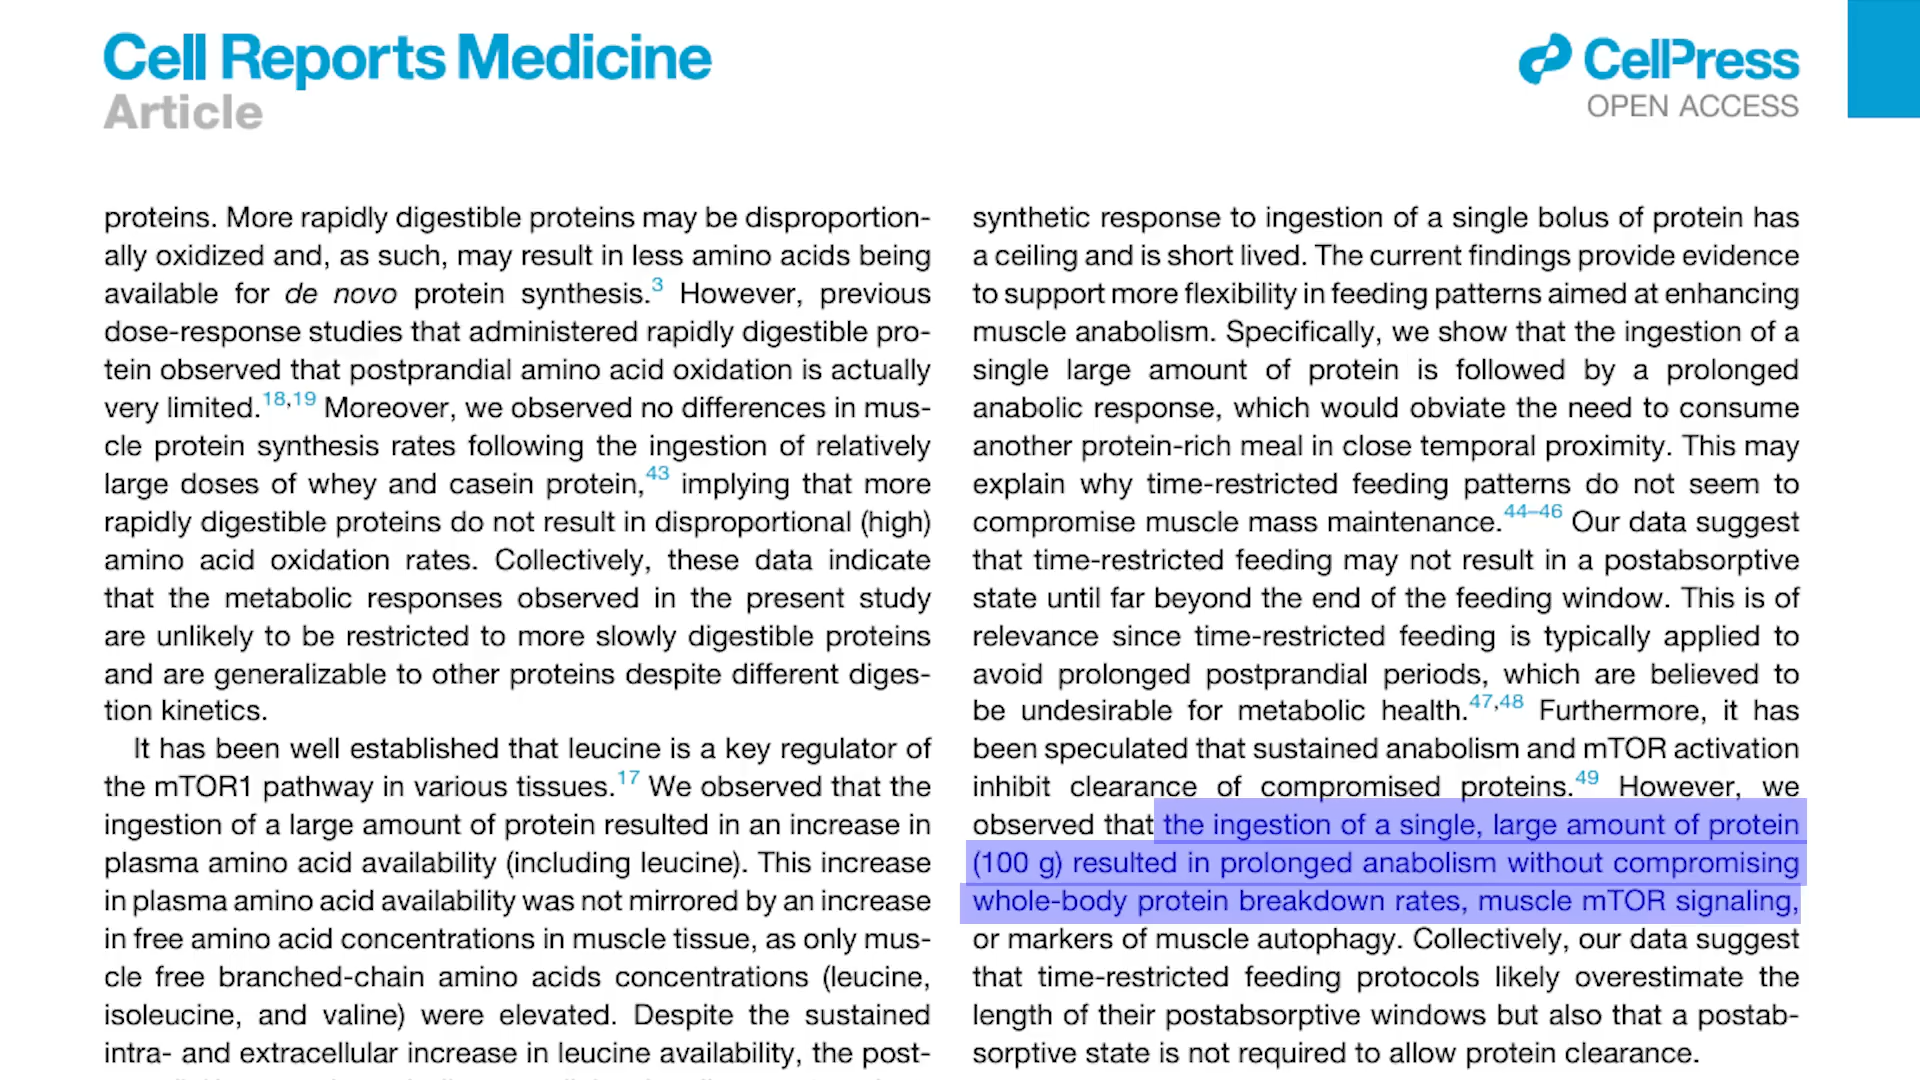 Cell Reports Medicine
Article
CellPress
OPEN ACCESS
proteins. More rapidly digestible proteins may be disproportion-
ally oxidized and, as such, may result in less amino acids being
available for de novo protein synthesis.3 However, previous
dose-response studies that administered rapidly digestible pro-
tein observed that postprandial amino acid oxidation is actually
very limited.18,19 Moreover, we observed no differences in mus-
cle protein synthesis rates following the ingestion of relatively
large doses of whey and casein protein,43 implying that more
rapidly digestible proteins do not result in disproportional (high)
amino acid oxidation rates. Collectively, these data indicate
that the metabolic responses observed in the present study
are unlikely to be restricted to more slowly digestible proteins
and are generalizable to other proteins despite different diges-
tion kinetics.
It has been well established that leucine is a key regulator of
the mTOR1 pathway in various tissues.17 We observed that the
ingestion of a large amount of protein resulted in an increase in
plasma amino acid availability (including leucine). This increase
in plasma amino acid availability was not mirrored by an increase
in free amino acid concentrations in muscle tissue, as only mus-
cle free branched-chain amino acids concentrations (leucine,
isoleucine, and valine) were elevated. Despite the sustained
intra- and extracellular increase in leucine availability, the post-
synthetic response to ingestion of a single bolus of protein has
a ceiling and is short lived. The current findings provide evidence
to support more flexibility in feeding patterns aimed at enhancing
muscle anabolism. Specifically, we show that the ingestion of a
single large amount of protein is followed by a prolonged
anabolic response, which would obviate the need to consume
another protein-rich meal in close temporal proximity. This may
explain why time-restricted feeding patterns do not seem to
compromise muscle mass maintenance.44–46 Our data suggest
that time-restricted feeding may not result in a postabsorptive
state until far beyond the end of the feeding window. This is of
relevance since time-restricted feeding is typically applied to
avoid prolonged postprandial periods, which are believed to
be undesirable for metabolic health.47,48 Furthermore, it has
been speculated that sustained anabolism and mTOR activation
inhibit clearance of compromised proteins.49 However, we
observed that the ingestion of a single, large amount of protein
(100 g) resulted in prolonged anabolism without compromising
whole-body protein breakdown rates, muscle mTOR signaling,
or markers of muscle autophagy. Collectively, our data suggest
that time-restricted feeding protocols likely overestimate the
length of their postabsorptive windows but also that a postab-
sorptive state is not required to allow protein clearance.